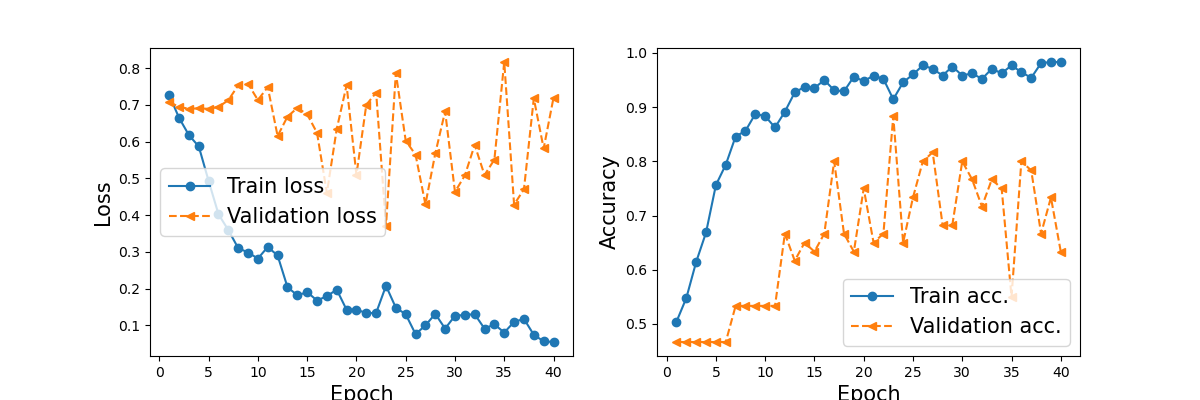 0.8
0.7
0.6
0.5
0.4
0.3
0.2
0.1
Loss
Train loss
Validation loss
0 5 10 15 20 25 30 35 40
Epoch
1.0
0.9
0.8
0.7
0.6
0.5
Accuracy
Train acc.
Validation acc.
0 5 10 15 20 25 30 35 40
Epoch